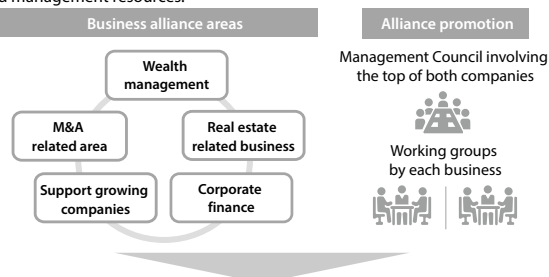 management resources.
Business alliance areas
Wealth
management
M&A
related area
Real estate
related business
Support growing
companies
Corporate
finance
Alliance promotion
Management Council involving
the top of both companies
Working groups
by each business